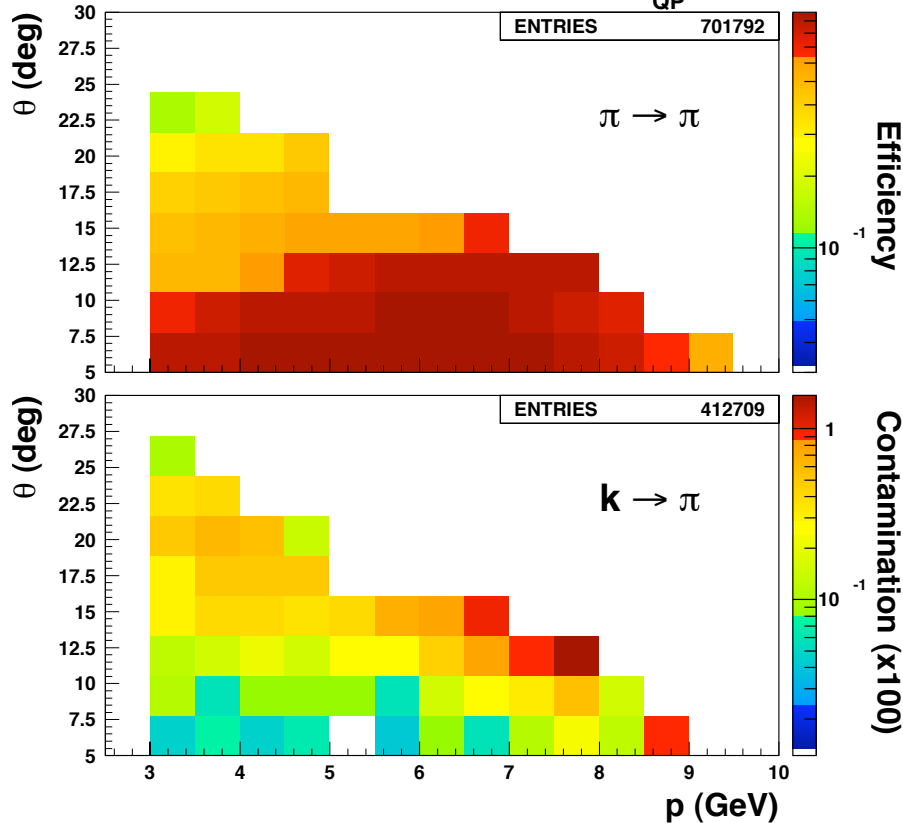 QP
30
27.5
25
22.5
20
17.5
15
12.5
10
7.5
5
θ (deg)
ENTRIES 701792
π → π
10 -1
Efficiency
30
27.5
25
22.5
20
17.5
15
12.5
10
7.5
5
θ (deg)
ENTRIES 412709
k → π
1
10 -1
Contamination (x100)
3 4 5 6 7 8 9 10
p (GeV)